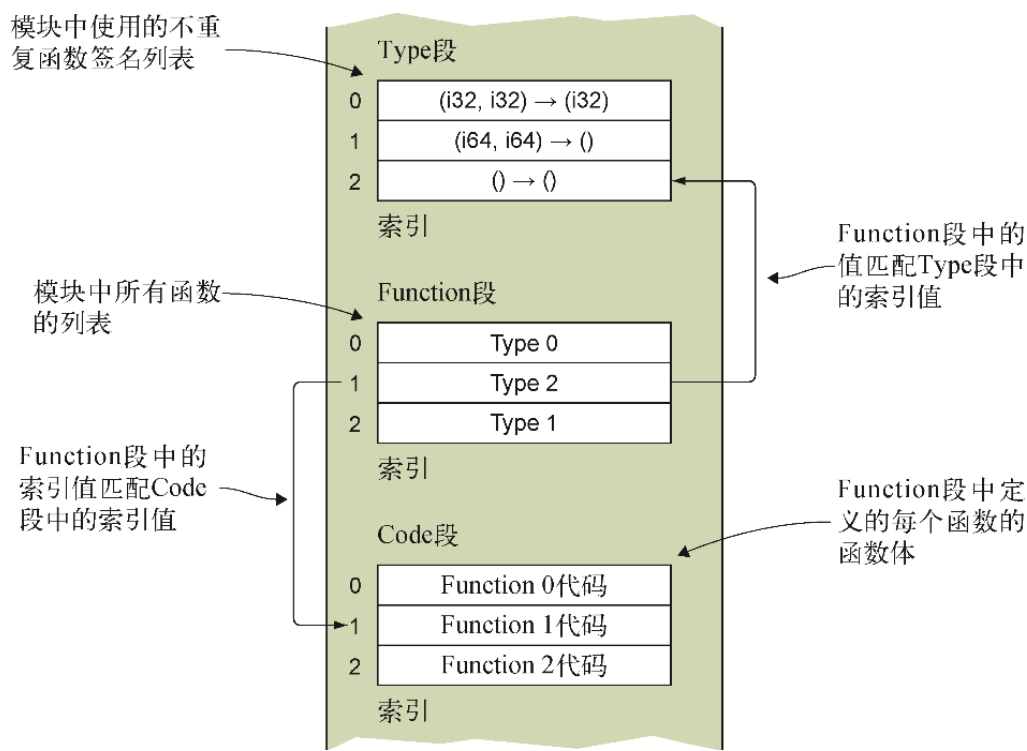 模块中使用的不重
复函数签名列表
Type段
0 (i32, i32) → (i32)
1 (i64, i64) → ()
2 () → ()
索引
Function段中的
值匹配Type段中
的索引值
模块中所有函数
的列表
Function段
0 Type 0
1 Type 2
2 Type 1
索引
Function段中的
索引值匹配Code
段中的索引值
Function段中定
义的每个函数的
函数体
Code段
0 Function 0代码
1 Function 1代码
2 Function 2代码
索引